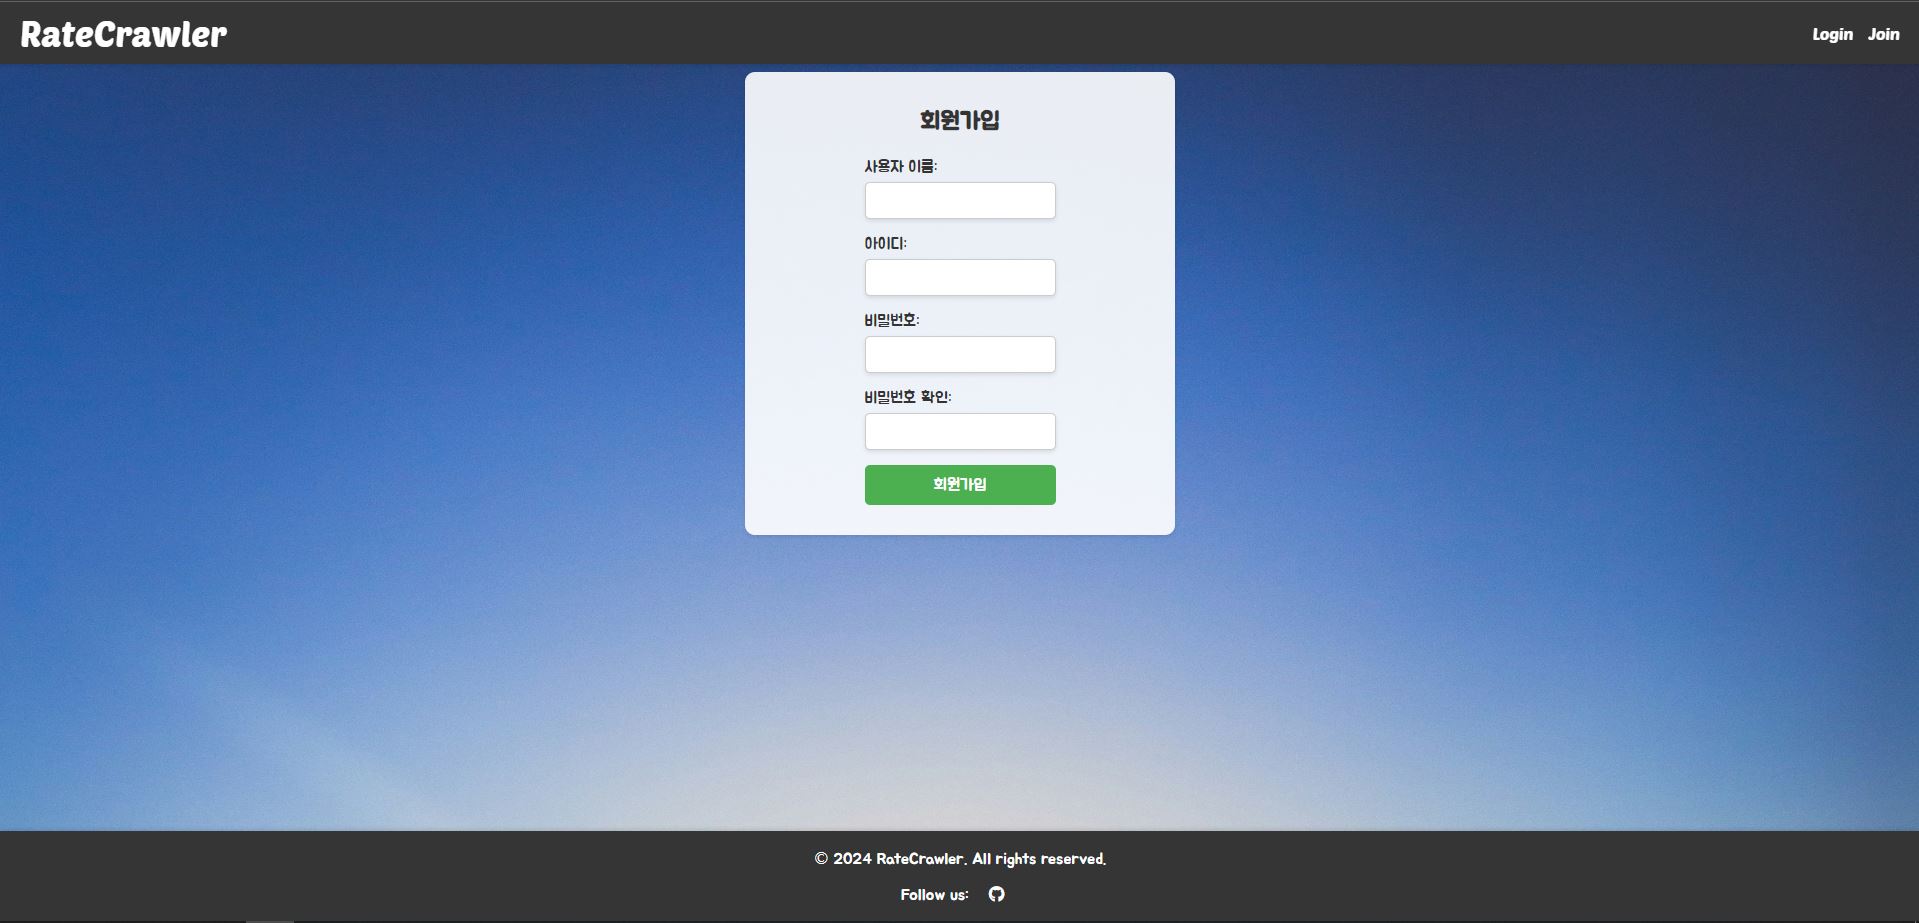 RateCrawler
Login Join
회원가입
사용자 이름:
아이디:
비밀번호:
비밀번호 확인:
회원가입
© 2024 RateCrawler. All rights reserved.
Follow us: